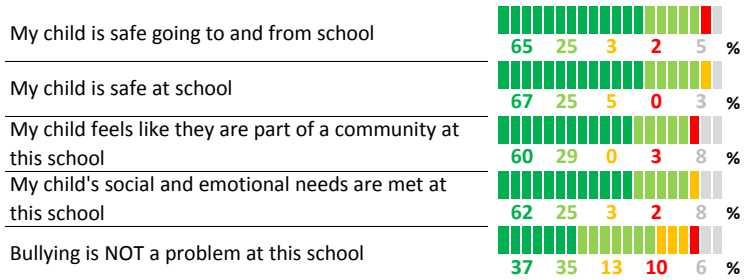 My child is safe going to and from school
65 25 3 2 5 %
My child is safe at school
67 25 5 0 3 %
My child feels like they are part of a community at
this school
60 29 0 3 8 %
My child's social and emotional needs are met at
this school
62 25 3 2 8 %
Bullying is NOT a problem at this school
37 35 13 10 6 %